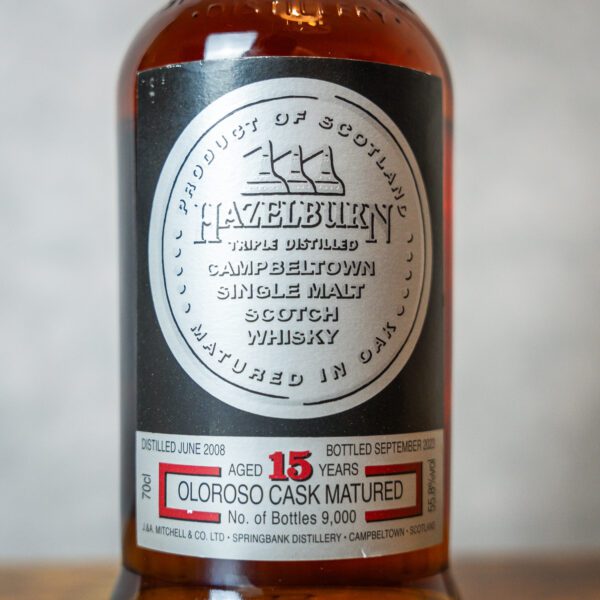 DISTILLERY
PRODUCT OF SCOTLAND
HAZELBURN
TRIPLE DISTILLED
CAMPBELTOWN
SINGLE MALT
SCOTCH
WHISKY
MATURED IN OAK
DISTILLED JUNE 2008 BOTTLED SEPTEMBER 2023
AGED 15 YEARS
70cl
OLOROSO CASK MATURED
55.8%vol
No. of Bottles 9,000
J.&A. MITCHELL & CO. LTD • SPRINGBANK DISTILLERY • CAMPBELTOWN • SCOTLAND